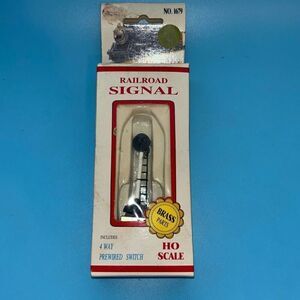 NO. 1679
RAILROAD
SIGNAL
BRASS
PARTS
INCLUDES
4 WAY
PREWIRED SWITCH
HO
SCALE